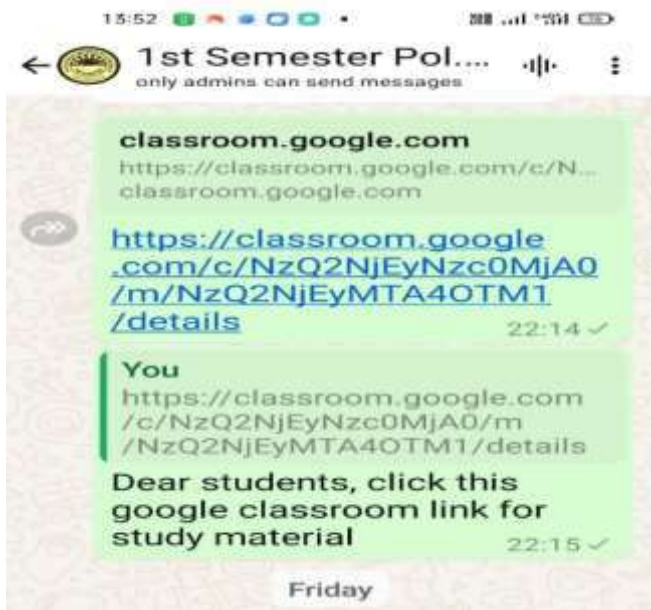 13:52
1st Semester Pol....
only admins can send messages
classroom.google.com
https://classroom.google.com/c/N...
classroom.google.com
https://classroom.google
.com/c/NzQ2NjEyNzc0MjA0
/m/NzQ2NjEyMTA4OTM1
/details
22:14
You
https://classroom.google.com
/c/NzQ2NjEyNzc0MjA0/m
/NzQ2NjEyMTA4OTM1/details
Dear students, click this
google classroom link for
study material
22:15
Friday